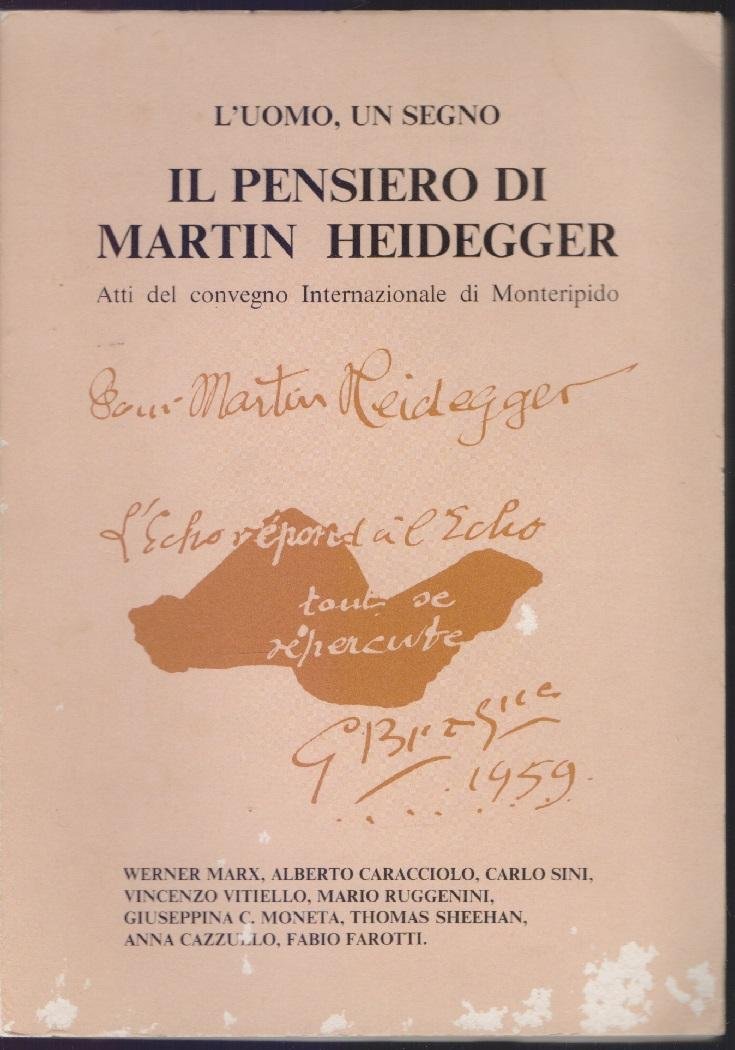 L'UOMO, UN SEGNO
IL PENSIERO DI
MARTIN HEIDEGGER
Atti del convegno Internazionale di Monteripido
Pour Martin Heidegger
L'Echo répond à l'Echo
tout se
répercute
G Braque
1959.
WERNER MARX, ALBERTO CARACCIOLO, CARLO SINI,
VINCENZO VITIELLO, MARIO RUGGENINI,
GIUSEPPINA C. MONETA, THOMAS SHEEHAN,
ANNA CAZZULLO, FABIO FAROTTI.